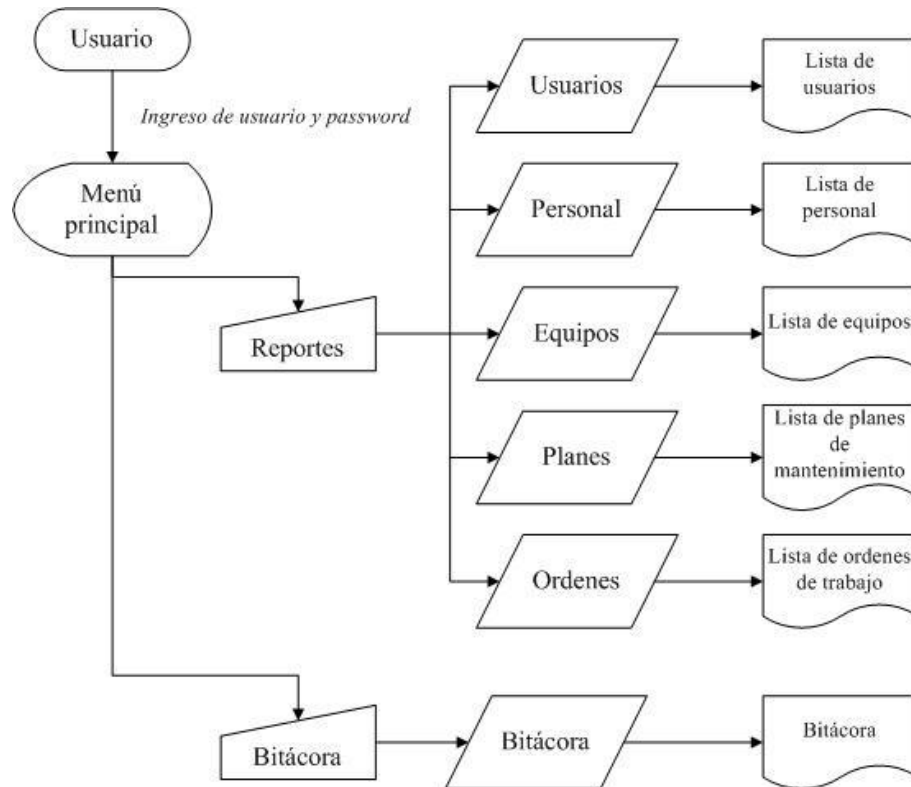 Usuario
Ingreso de usuario y password
Menú
principal
Reportes
Usuarios
Lista de
usuarios
Personal
Lista de
personal
Equipos
Lista de equipos
Planes
Lista de planes
de
mantenimiento
Ordenes
Lista de ordenes
de trabajo
Bitácora
Bitácora
Bitácora